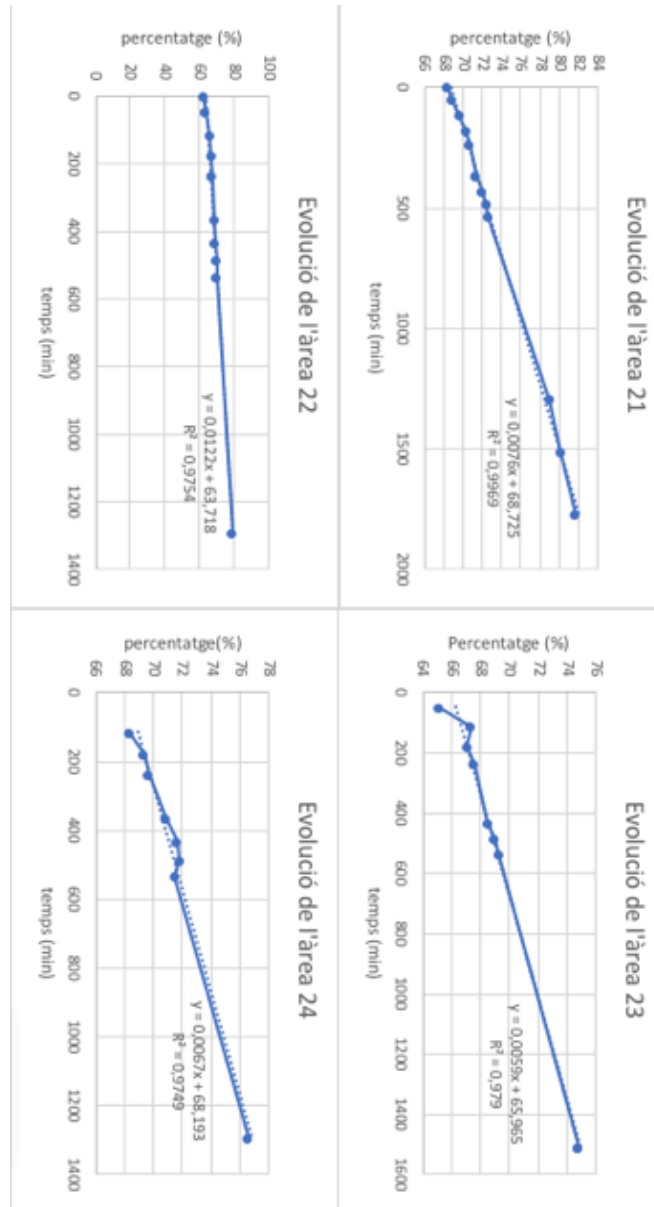 Evolució de l'àrea 21
percentatge (%)
84
82
80
78
76
74
72
70
68
66
y = 0,0076x + 68,725
R² = 0,9969
0 500 1000 1500 2000
temps (min)
Evolució de l'àrea 23
Percentatge (%)
76
74
72
70
68
66
64
y = 0,0059x + 65,965
R² = 0,979
0 200 400 600 800 1000 1200 1400 1600
temps (min)
Evolució de l'àrea 22
percentatge (%)
100
80
60
40
20
0
y = 0,0122x + 63,718
R² = 0,9754
0 200 400 600 800 1000 1200 1400
temps (min)
Evolució de l'àrea 24
percentatge(%)
78
76
74
72
70
68
66
y = 0,0067x + 68,193
R² = 0,9749
0 200 400 600 800 1000 1200 1400
temps (min)